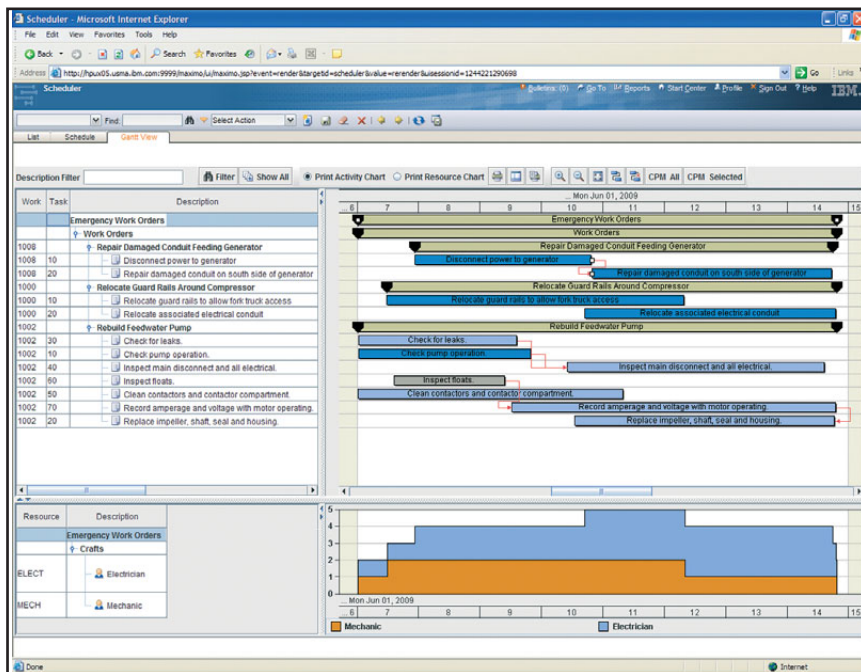 Scheduler - Microsoft Internet Explorer
File Edit View Favorites Tools Help
Back Search Favorites
Address http://hpux05.usma.ibm.com:9999/maximo/ui/maximo.jsp?event=render&targetid=scheduler&value=rerender&uisessionid=1244221290698 Go Links
Scheduler Bulletins: (0) Go To Reports Start Center Profile Sign Out Help IBM.
Find: Select Action
List Schedule Gantt View
Description Filter Filter Show All Print Activity Chart Print Resource Chart CPM All CPM Selected
Work Task Description ... Mon Jun 01, 2009
... 6 7 8 9 10 11 12 13 14 15
Emergency Work Orders Emergency Work Orders
Work Orders Work Orders
1008 Repair Damaged Conduit Feeding Generator Repair Damaged Conduit Feeding Generator
1008 10 Disconnect power to generator Disconnect power to generator
1008 20 Repair damaged conduit on south side of generator Repair damaged conduit on south side of generator
1000 Relocate Guard Rails Around Compressor Relocate Guard Rails Around Compressor
1000 10 Relocate guard rails to allow fork truck access Relocate guard rails to allow fork truck access
1000 20 Relocate associated electrical conduit Relocate associated electrical conduit
1002 Rebuild Feedwater Pump Rebuild Feedwater Pump
1002 30 Check for leaks. Check for leaks.
1002 10 Check pump operation. Check pump operation.
1002 40 Inspect main disconnect and all electrical. Inspect main disconnect and all electrical.
1002 60 Inspect floats. Inspect floats.
1002 50 Clean contactors and contactor compartment. Clean contactors and contactor compartment.
1002 70 Record amperage and voltage with motor operating. Record amperage and voltage with motor operating.
1002 20 Replace impeller, shaft, seal and housing. Replace impeller, shaft, seal and housing.
Resource Description
Emergency Work Orders
Crafts
ELECT Electrician
MECH Mechanic
5
4
3
2
1
0
... Mon Jun 01, 2009
... 6 7 8 9 10 11 12 13 14 15
Mechanic Electrician
Done Internet